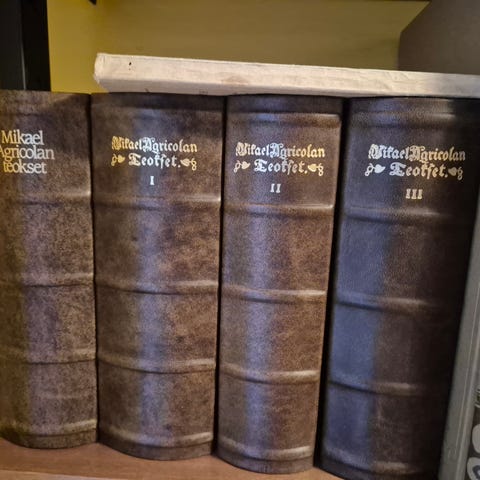 Mikael
Agricolan
teokset
Mikael Agricolan
Teokset.
I
Mikael Agricolan
Teokset.
II
Mikael Agricolan
Teokset.
III